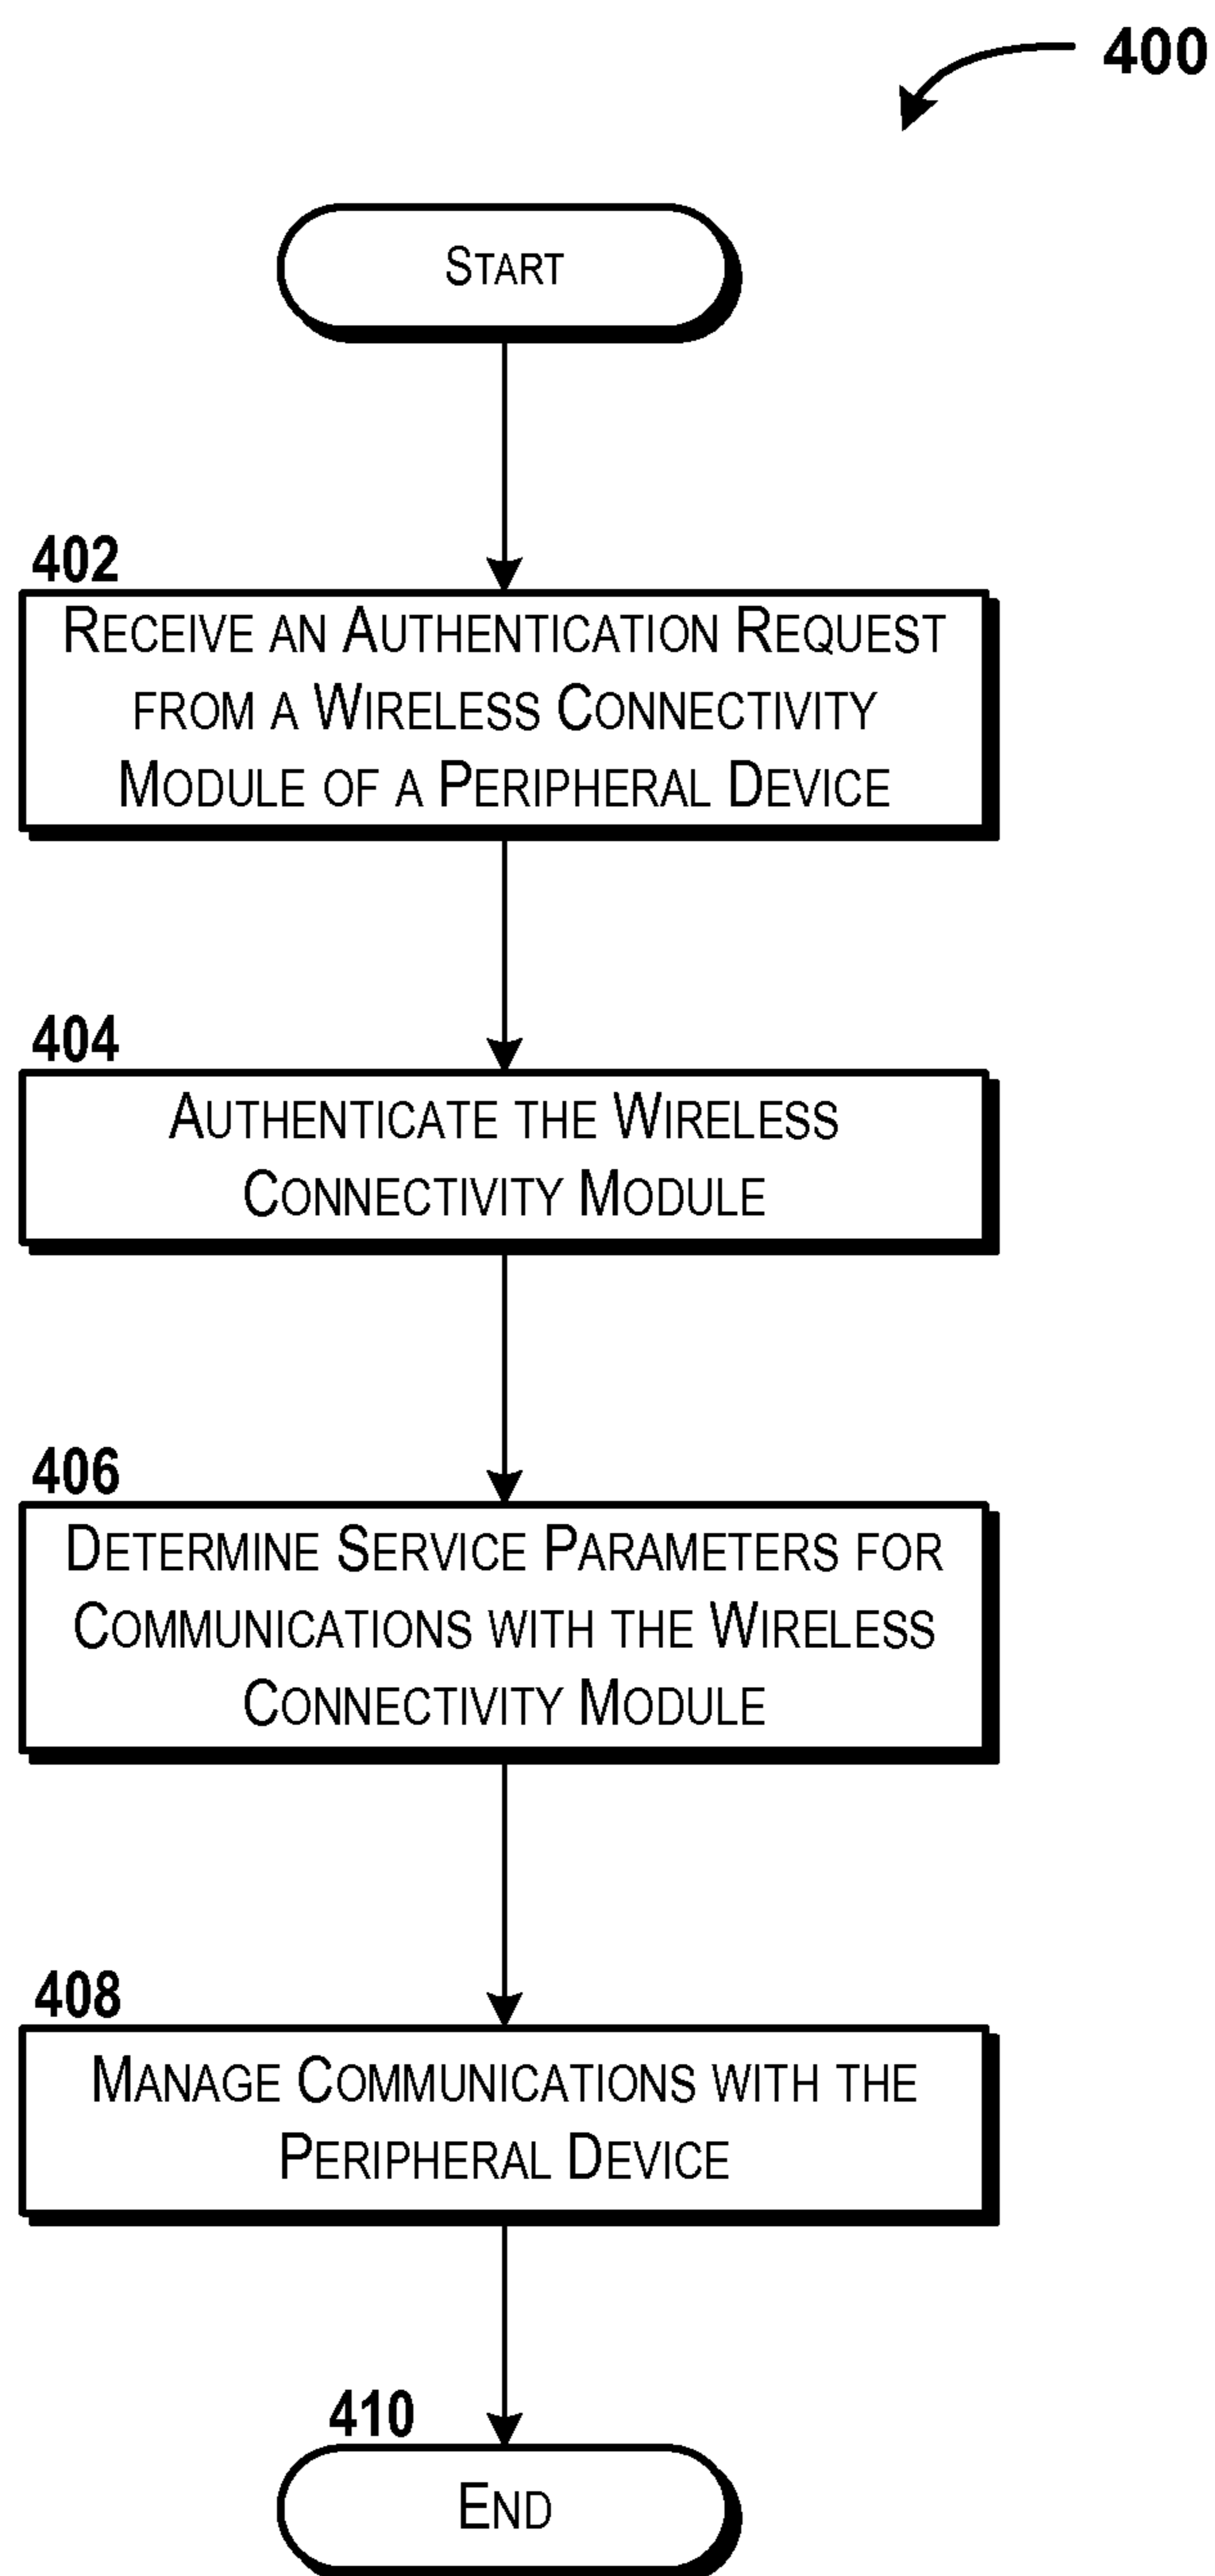 400
START
402
RECEIVE AN AUTHENTICATION REQUEST
FROM A WIRELESS CONNECTIVITY
MODULE OF A PERIPHERAL DEVICE
404
AUTHENTICATE THE WIRELESS
CONNECTIVITY MODULE
406
DETERMINE SERVICE PARAMETERS FOR
COMMUNICATIONS WITH THE WIRELESS
CONNECTIVITY MODULE
408
MANAGE COMMUNICATIONS WITH THE
PERIPHERAL DEVICE
410
END